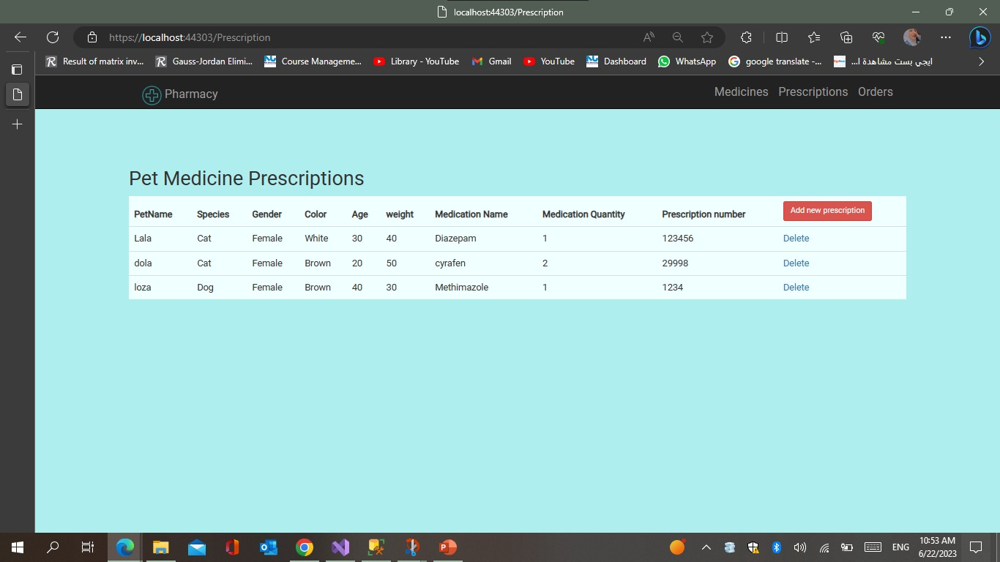 localhost:44303/Prescription
https://localhost:44303/Prescription
Result of matrix inv... Gauss-Jordan Elimi... Course Manageme... Library - YouTube Gmail YouTube Dashboard WhatsApp google translate -... ايجي بست مشاهدة ا...
Pharmacy Medicines Prescriptions Orders
Pet Medicine Prescriptions
PetName Species Gender Color Age weight Medication Name Medication Quantity Prescription number Add new prescription
Lala Cat Female White 30 40 Diazepam 1 123456 Delete
dola Cat Female Brown 20 50 cyrafen 2 29998 Delete
loza Dog Female Brown 40 30 Methimazole 1 1234 Delete
ENG 10:53 AM
6/22/2023